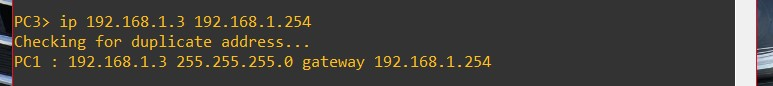 PC3> ip 192.168.1.3 192.168.1.254
Checking for duplicate address...
PC1 : 192.168.1.3 255.255.255.0 gateway 192.168.1.254